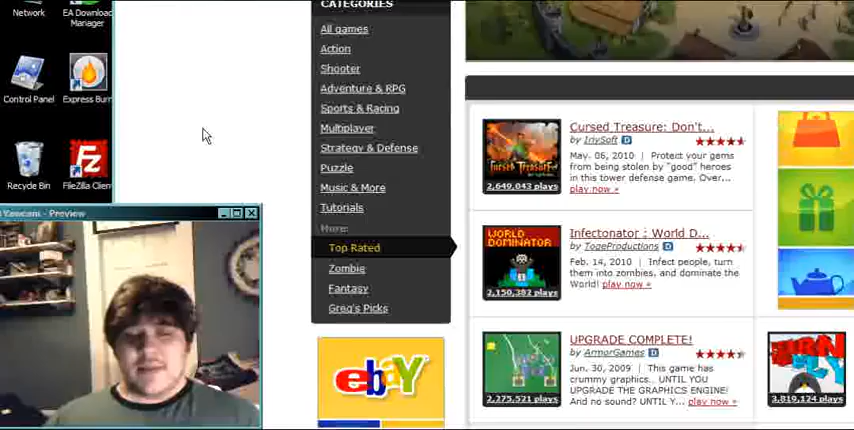 Network
EA Download
Manager
Control Panel
Express Burn
Recycle Bin
FileZilla Client
Yawcam - Preview
CATEGORIES
All games
Action
Shooter
Adventure & RPG
Sports & Racing
Multiplayer
Strategy & Defense
Puzzle
Music & More
Tutorials
More:
Top Rated
Zombie
Fantasy
Greg's Picks
ebay
Cursed Treasure: Don't...
by IriySoft D
May. 06, 2010 | Protect your gems
from being stolen by "good" heroes
in this tower defense game. Over...
play now »
2,640,043 plays
WORLD
DOMINATOR
Infectonator : World D...
by TogeProductions D
Feb. 14, 2010 | Infect people, turn
them into zombies, and dominate the
World! play now »
2,150,382 plays
UPGRADE COMPLETE!
by ArmorGames D
Jun. 30, 2009 | This game has
crummy graphics.. UNTIL YOU
UPGRADE THE GRAPHICS ENGINE!
And no sound? UNTIL Y... play now »
2,275,521 plays
3,819,124 plays